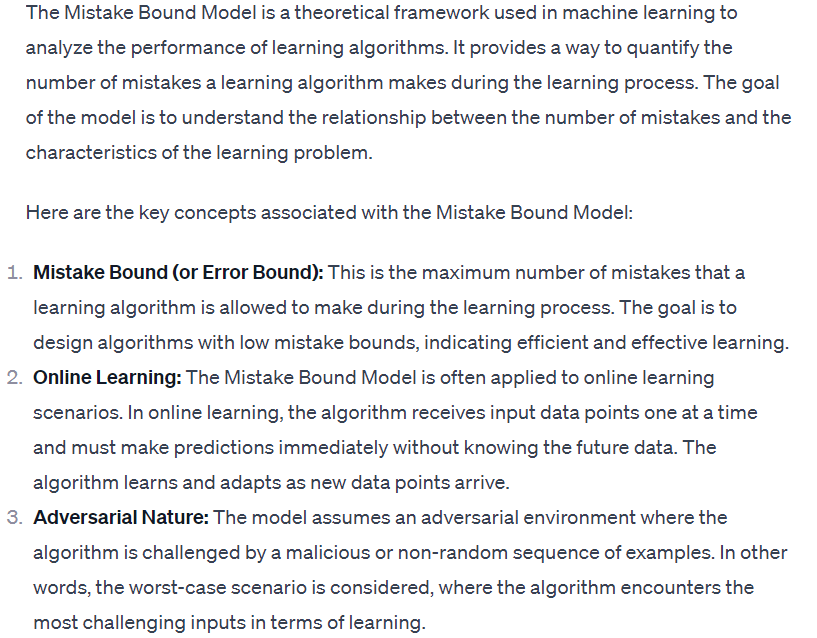 The Mistake Bound Model is a theoretical framework used in machine learning to
analyze the performance of learning algorithms. It provides a way to quantify the
number of mistakes a learning algorithm makes during the learning process. The goal
of the model is to understand the relationship between the number of mistakes and the
characteristics of the learning problem.
Here are the key concepts associated with the Mistake Bound Model:
1. Mistake Bound (or Error Bound): This is the maximum number of mistakes that a
learning algorithm is allowed to make during the learning process. The goal is to
design algorithms with low mistake bounds, indicating efficient and effective learning.
2. Online Learning: The Mistake Bound Model is often applied to online learning
scenarios. In online learning, the algorithm receives input data points one at a time
and must make predictions immediately without knowing the future data. The
algorithm learns and adapts as new data points arrive.
3. Adversarial Nature: The model assumes an adversarial environment where the
algorithm is challenged by a malicious or non-random sequence of examples. In other
words, the worst-case scenario is considered, where the algorithm encounters the
most challenging inputs in terms of learning.